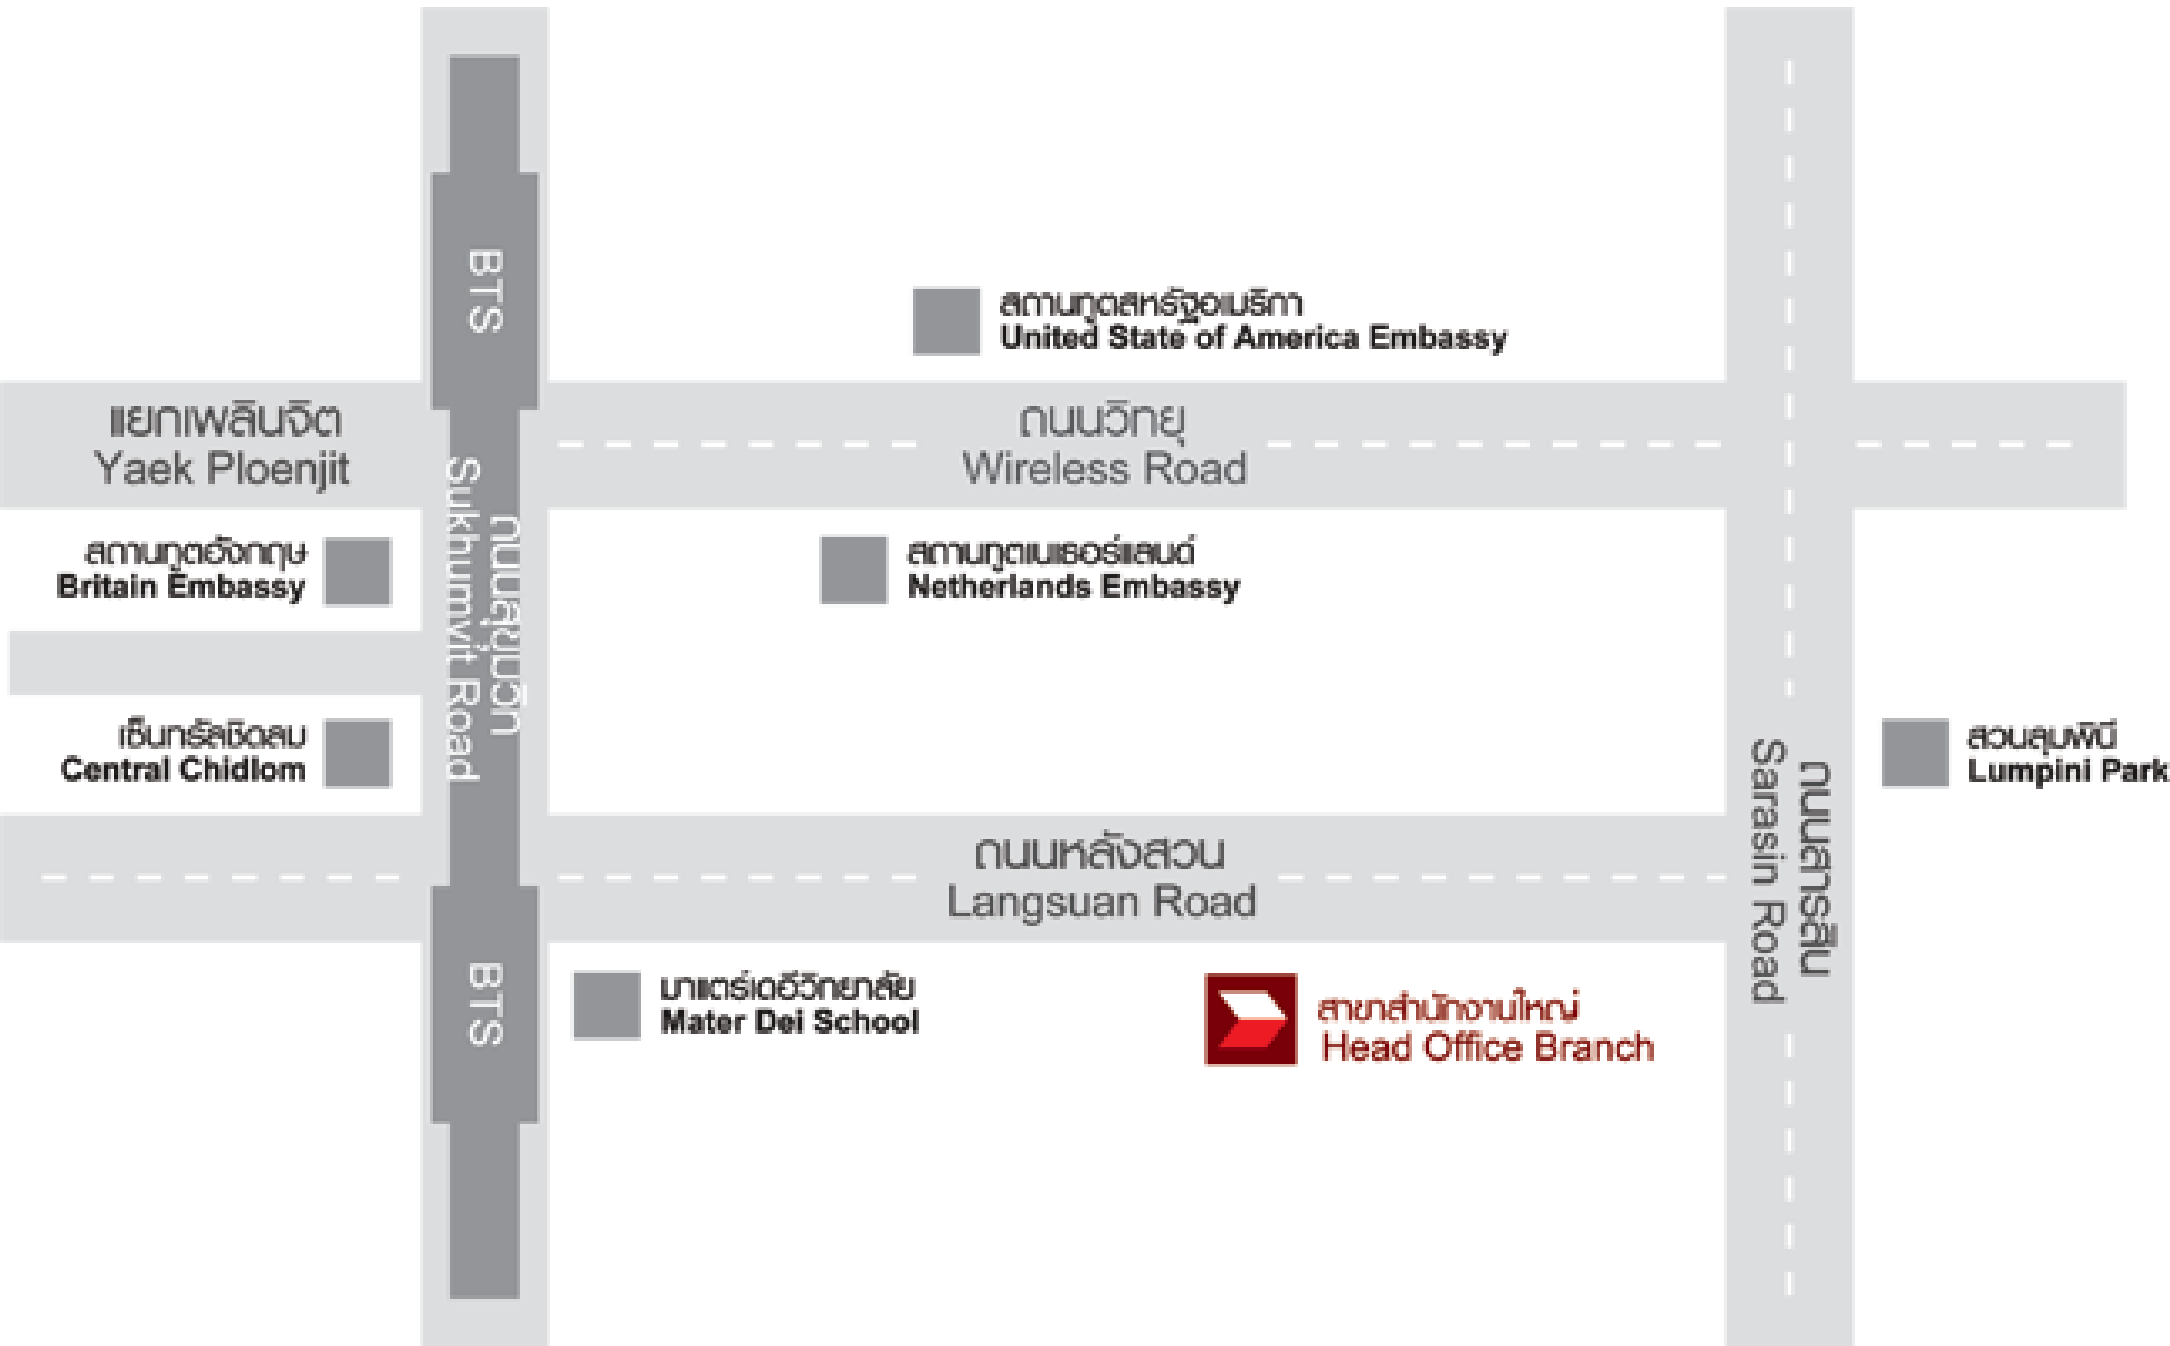 BTS
สถานทูตสหรัฐอเมริกา
United State of America Embassy
แยกเพลินจิต
Yaek Ploenjit
ถนนวิทยุ
Wireless Road
สถานทูตอังกฤษ
Britain Embassy
ถนนสุขุมวิท
Sukhumvit Road
สถานทูตเนเธอร์แลนด์
Netherlands Embassy
เซ็นทรัลชิดลม
Central Chidlom
สวนลุมพินี
Lumpini Park
ถนนสารสิน
Sarasin Road
ถนนหลังสวน
Langsuan Road
BTS
มาแตร์เดอีวิทยาลัย
Mater Dei School
สาขาสำนักงานใหญ่
Head Office Branch